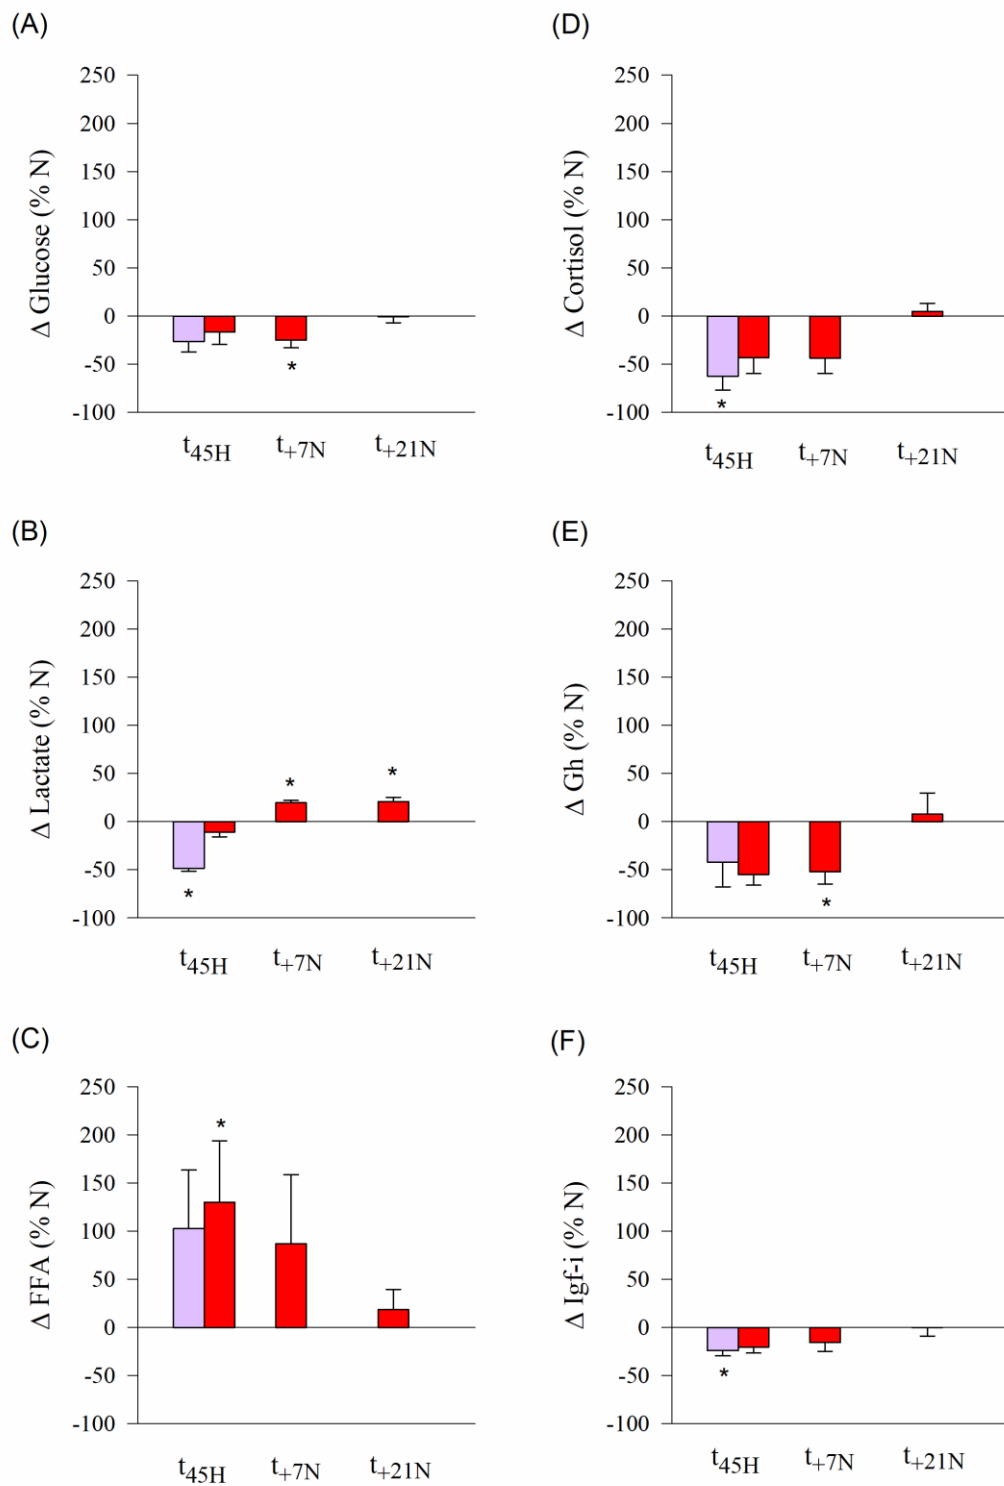 (A)
Δ Glucose (% N)
250
200
150
100
50
0
-50
-100
*
t45H t+7N t+21N
(D)
Δ Cortisol (% N)
250
200
150
100
50
0
-50
-100
*
t45H t+7N t+21N
(B)
Δ Lactate (% N)
250
200
150
100
50
0
-50
-100
* * *
t45H t+7N t+21N
(E)
Δ Gh (% N)
250
200
150
100
50
0
-50
-100
*
t45H t+7N t+21N
(C)
Δ FFA (% N)
250
200
150
100
50
0
-50
-100
*
t45H t+7N t+21N
(F)
Δ Igf-i (% N)
250
200
150
100
50
0
-50
-100
*
t45H t+7N t+21N